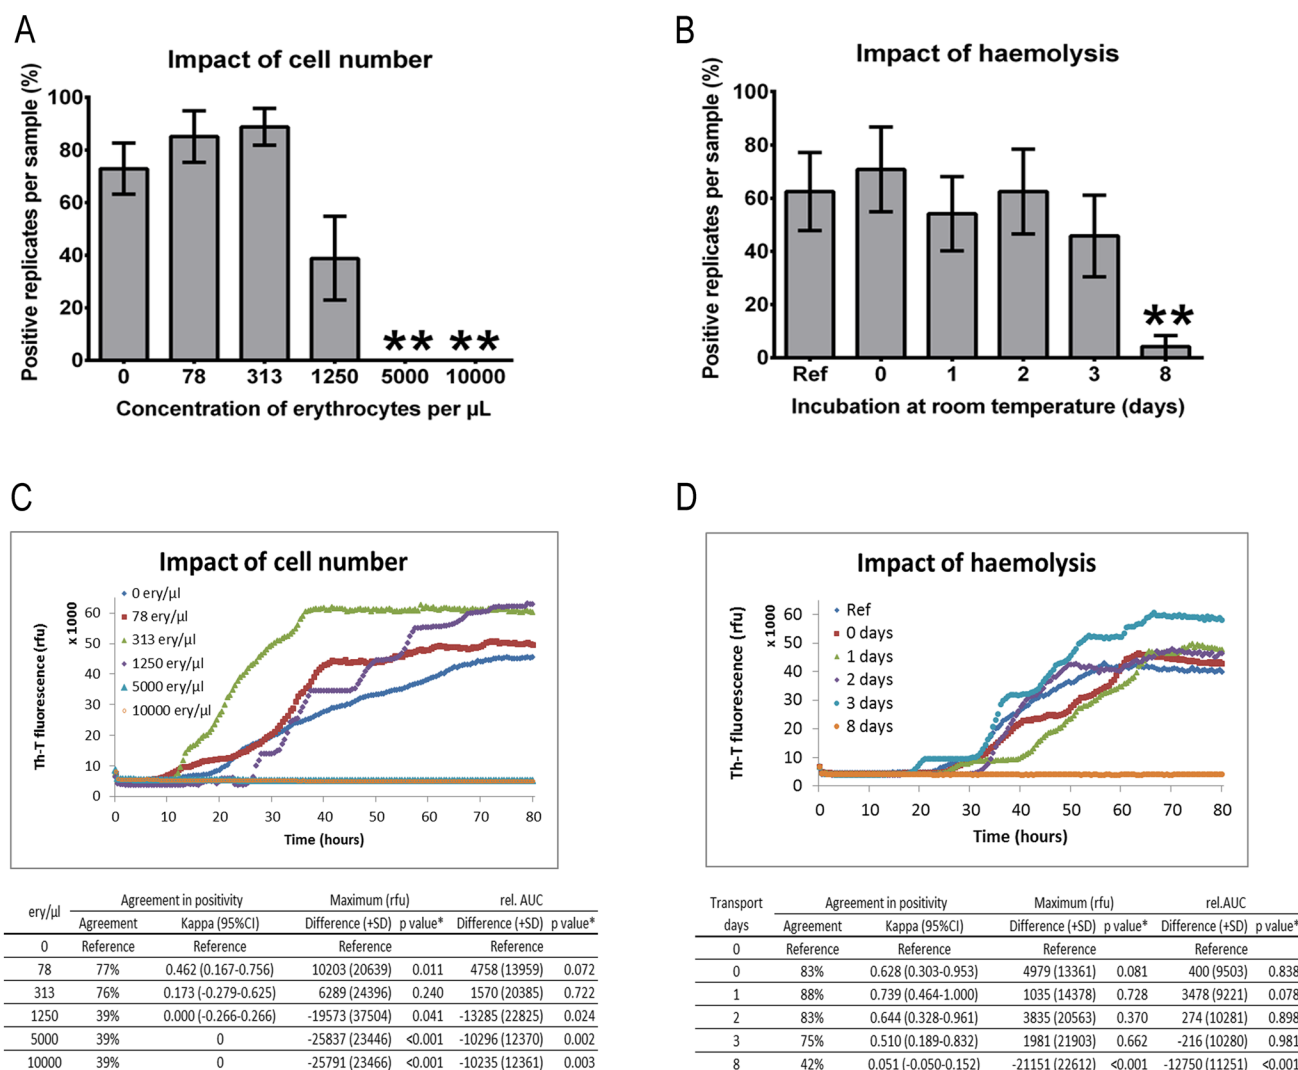 A
Impact of cell number
Positive replicates per sample (%)
100
80
60
40
20
0
0 78 313 1250 5000 10000
** **
Concentration of erythrocytes per µL
B
Impact of haemolysis
Positive replicates per sample (%)
100
80
60
40
20
0
**
Ref 0 1 2 3 8
Incubation at room temperature (days)
C
Impact of cell number
Th-T fluorescence (rfu)
x 1000
60
50
40
30
20
10
0
0 ery/µl
78 ery/µl
313 ery/µl
1250 ery/µl
5000 ery/µl
10000 ery/µl
0 10 20 30 40 50 60 70 80
Time (hours)
D
Impact of haemolysis
Th-T fluorescence (rfu)
x 1000
60
50
40
30
20
10
0
Ref
0 days
1 days
2 days
3 days
8 days
0 10 20 30 40 50 60 70 80
Time (hours)
ery/µl Agreement in positivity Maximum (rfu) rel. AUC
Agreement Kappa (95%CI) Difference (+SD) p value* Difference (+SD) p value*
0 Reference Reference Reference Reference
78 77% 0.462 (0.167-0.756) 10203 (20639) 0.011 4758 (13959) 0.072
313 76% 0.173 (-0.279-0.625) 6289 (24396) 0.240 1570 (20385) 0.722
1250 39% 0.000 (-0.266-0.266) -19573 (37504) 0.041 -13285 (22825) 0.024
5000 39% 0 -25837 (23446) <0.001 -10296 (12370) 0.002
10000 39% 0 -25791 (23466) <0.001 -10235 (12361) 0.003
Transport days Agreement in positivity Maximum (rfu) rel.AUC
Agreement Kappa (95%CI) Difference (+SD) p value* Difference (+SD) p value*
0 Reference Reference Reference Reference
0 83% 0.628 (0.303-0.953) 4979 (13361) 0.081 400 (9503) 0.838
1 88% 0.739 (0.464-1.000) 1035 (14378) 0.728 3478 (9221) 0.078
2 83% 0.644 (0.328-0.961) 3835 (20563) 0.370 274 (10281) 0.898
3 75% 0.510 (0.189-0.832) 1981 (21903) 0.662 -216 (10280) 0.981
8 42% 0.051 (-0.050-0.152) -21151 (22612) <0.001 -12750 (11251) <0.001